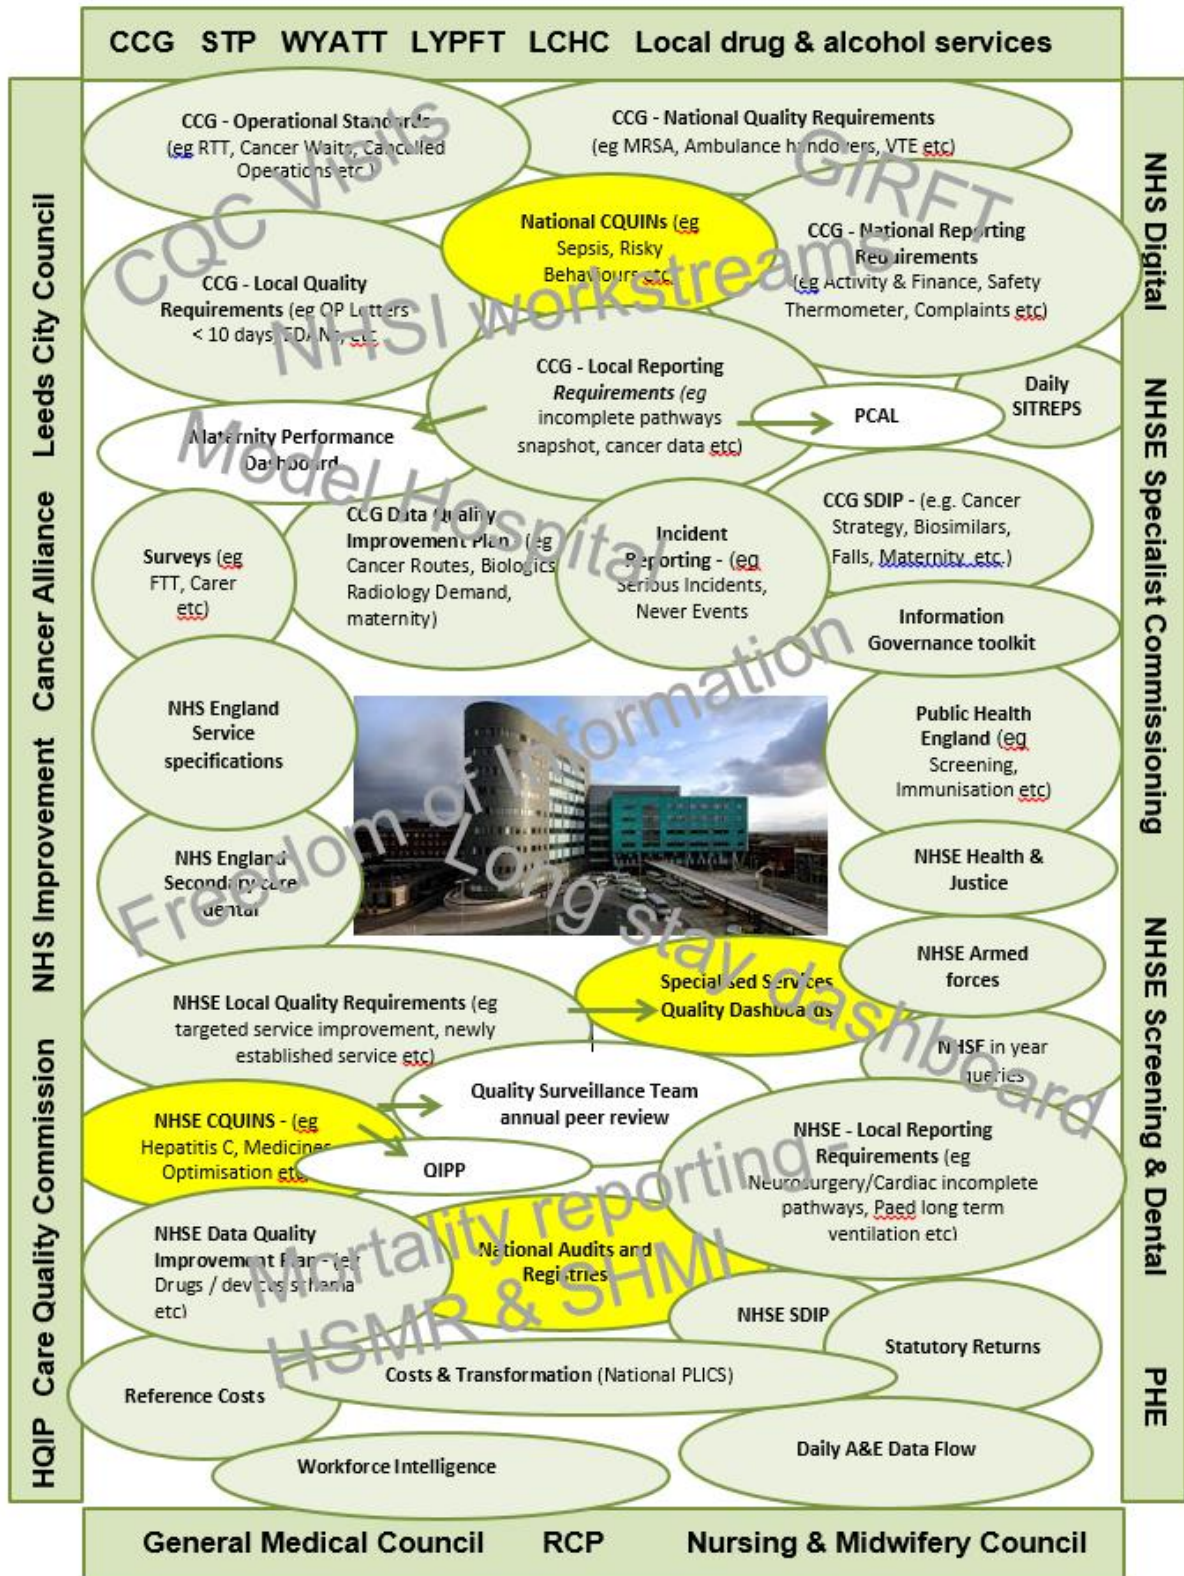 CCG STP WYATT LYPFT LCHC Local drug & alcohol services
HQIP Care Quality Commission NHS Improvement Cancer Alliance Leeds City Council
NHS Digital NHSE Specialist Commissioning NHSE Screening & Dental PHE
CCG - Operational Standards
(eg RTT, Cancer Waits, Cancelled
Operations etc.)
CCG - National Quality Requirements
(eg MRSA, Ambulance handovers, VTE etc)
CQC Visits
GIRFT
National CQUINs (eg
Sepsis, Risky
Behaviours etc
CCG - National Reporting
Requirements
(eg Activity & Finance, Safety
Thermometer, Complaints etc)
CCG - Local Quality
Requirements (eg OP Letters
< 10 days, EDANs, etc
NHSI workstreams
CCG - Local Reporting
Requirements (eg
incomplete pathways
snapshot, cancer data etc)
Daily
SITREPS
PCAL
Maternity Performance
Dashboard
Model Hospital
Surveys (eg
FTT, Carer
etc)
CCG Data Quality
Improvement Plan - (eg
Cancer Routes, Biologics
Radiology Demand,
maternity)
Incident
Reporting - (eg
Serious Incidents,
Never Events
CCG SDIP - (e.g. Cancer
Strategy, Biosimilars,
Falls, Maternity etc.)
Information
Governance toolkit
NHS England
Service
specifications
Freedom of Information
Public Health
England (eg
Screening,
Immunisation etc)
NHS England
Secondary care
dental
NHSE Health &
Justice
Long stay dashboard
NHSE Armed
forces
NHSE Local Quality Requirements (eg
targeted service improvement, newly
established service etc)
Specialised Services
Quality Dashboards
NHSE in year
queries
Quality Surveillance Team
annual peer review
NHSE CQUINS - (eg
Hepatitis C, Medicines
Optimisation etc)
QIPP
NHSE - Local Reporting
Requirements (eg
Neurosurgery/Cardiac incomplete
pathways, Paed long term
ventilation etc)
Mortality reporting -
HSMR & SHMI
NHSE Data Quality
Improvement Plan - (eg
Drugs / devices schema
etc)
National Audits and
Registries
NHSE SDIP
Statutory Returns
Costs & Transformation (National PLICS)
Reference Costs
Daily A&E Data Flow
Workforce Intelligence
General Medical Council RCP Nursing & Midwifery Council